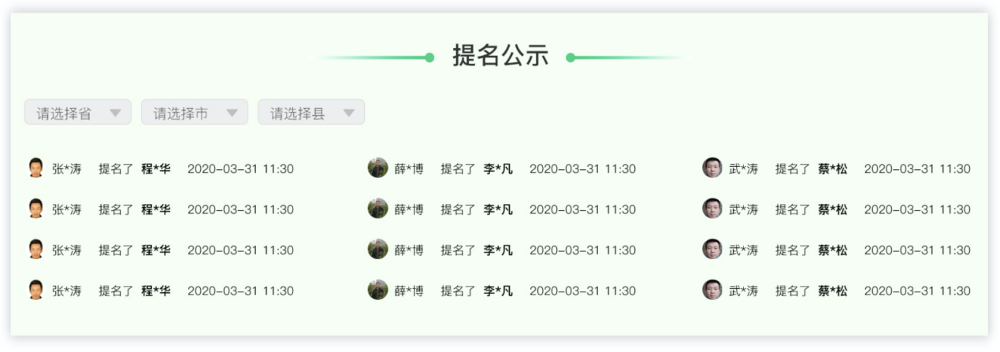 提名公示
请选择省 请选择市 请选择县
张*涛 提名了 程*华 2020-03-31 11:30 薛*博 提名了 李*凡 2020-03-31 11:30 武*涛 提名了 蔡*松 2020-03-31 11:30
张*涛 提名了 程*华 2020-03-31 11:30 薛*博 提名了 李*凡 2020-03-31 11:30 武*涛 提名了 蔡*松 2020-03-31 11:30
张*涛 提名了 程*华 2020-03-31 11:30 薛*博 提名了 李*凡 2020-03-31 11:30 武*涛 提名了 蔡*松 2020-03-31 11:30
张*涛 提名了 程*华 2020-03-31 11:30 薛*博 提名了 李*凡 2020-03-31 11:30 武*涛 提名了 蔡*松 2020-03-31 11:30